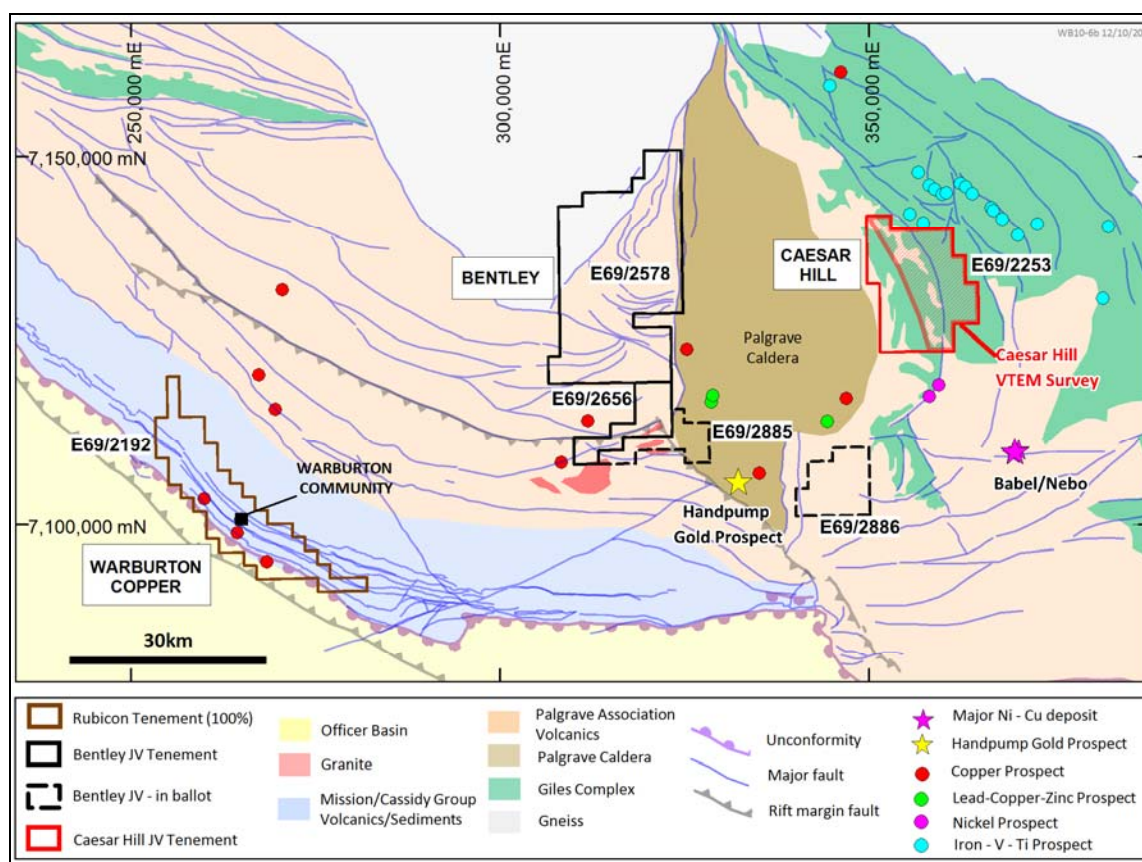 WB10-6b 12/10/20
250,000 mE
300,000 mE
350,000 mE
7,150,000 mN
7,100,000 mN
BENTLEY
E69/2578
CAESAR
HILL
E69/2253
Palgrave
Caldera
Caesar Hill
VTEM Survey
E69/2656
E69/2885
E69/2192
WARBURTON
COMMUNITY
Babel/Nebo
Handpump
Gold Prospect
E69/2886
WARBURTON
COPPER
30km
Rubicon Tenement (100%)
Bentley JV Tenement
Bentley JV - in ballot
Caesar Hill JV Tenement
Officer Basin
Granite
Mission/Cassidy Group
Volcanics/Sediments
Palgrave Association
Volcanics
Palgrave Caldera
Giles Complex
Gneiss
Unconformity
Major fault
Rift margin fault
Major Ni - Cu deposit
Handpump Gold Prospect
Copper Prospect
Lead-Copper-Zinc Prospect
Nickel Prospect
Iron - V - Ti Prospect